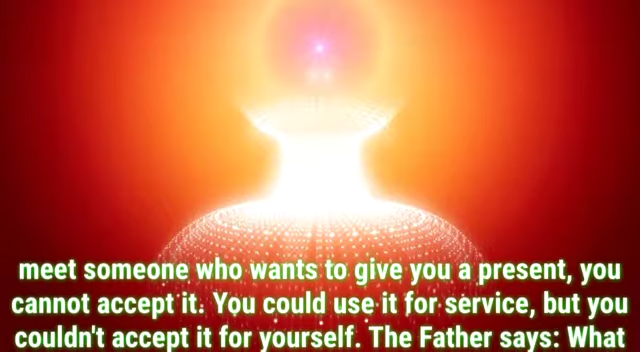 meet someone who wants to give you a present, you
cannot accept it. You could use it for service, but you
couldn't accept it for yourself. The Father says: What